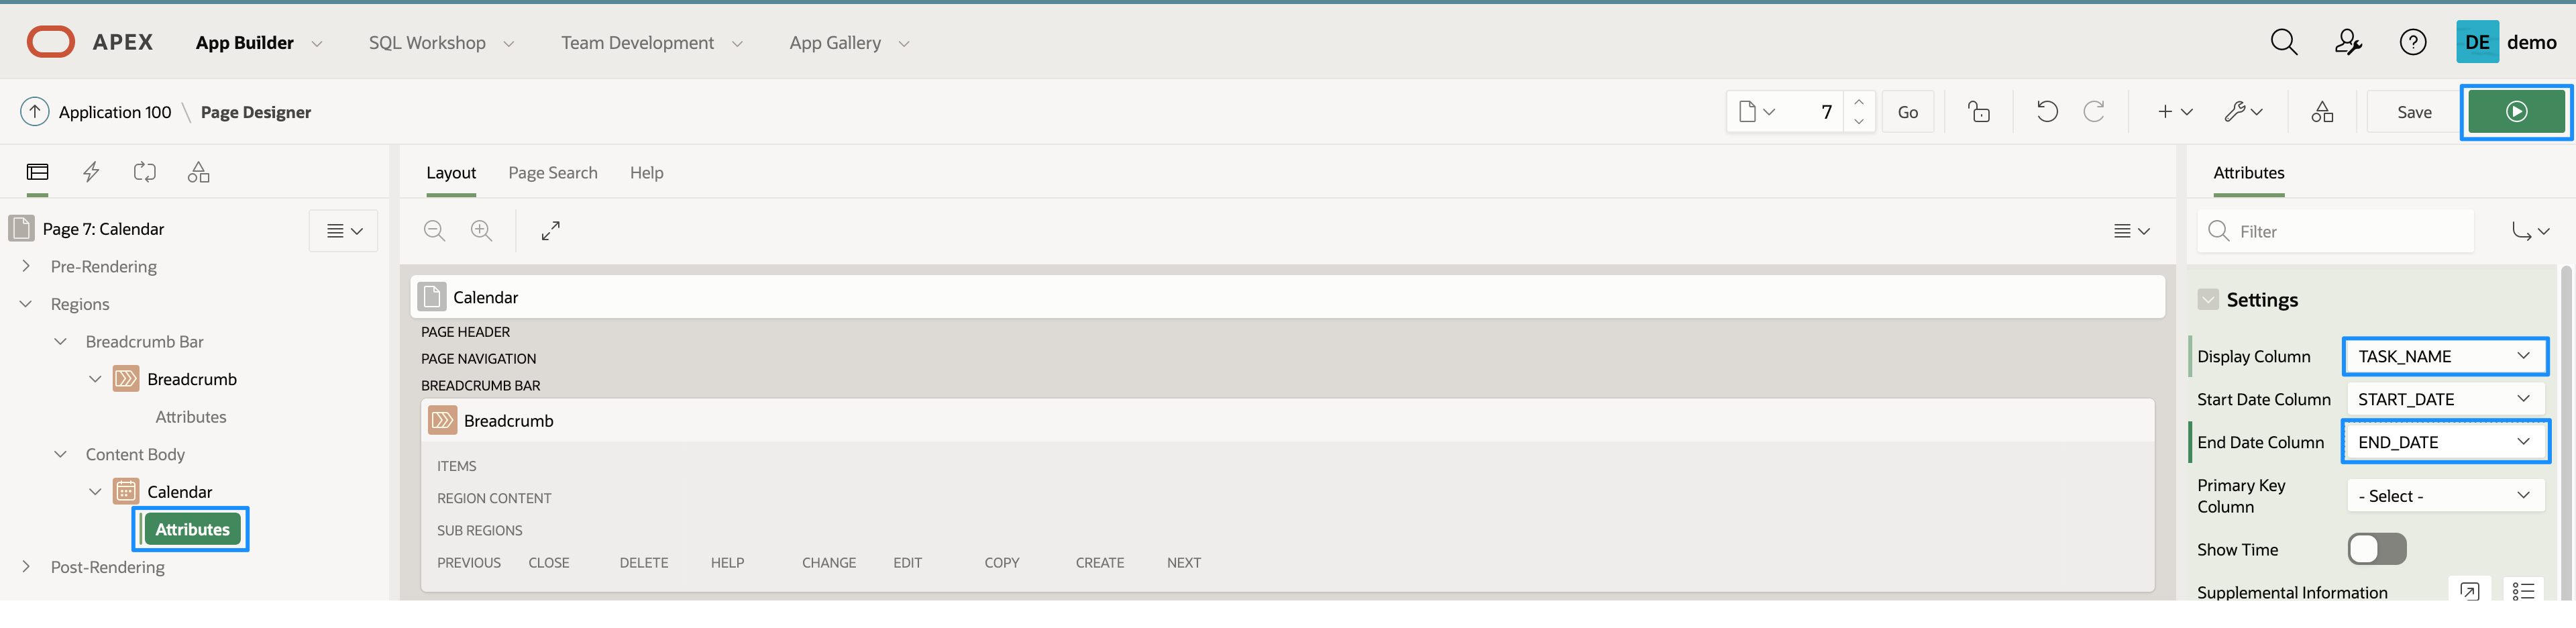 APEX App Builder SQL Workshop Team Development App Gallery DE demo
Application 100 \ Page Designer 7 Go Save
Layout Page Search Help Attributes
Page 7: Calendar
Pre-Rendering
Regions
Breadcrumb Bar
Breadcrumb
Attributes
Content Body
Calendar
Attributes
Post-Rendering
Calendar
PAGE HEADER
PAGE NAVIGATION
BREADCRUMB BAR
Breadcrumb
ITEMS
REGION CONTENT
SUB REGIONS
PREVIOUS CLOSE DELETE HELP CHANGE EDIT COPY CREATE NEXT
Filter
Settings
Display Column TASK_NAME
Start Date Column START_DATE
End Date Column END_DATE
Primary Key
Column - Select -
Show Time
Supplemental Information